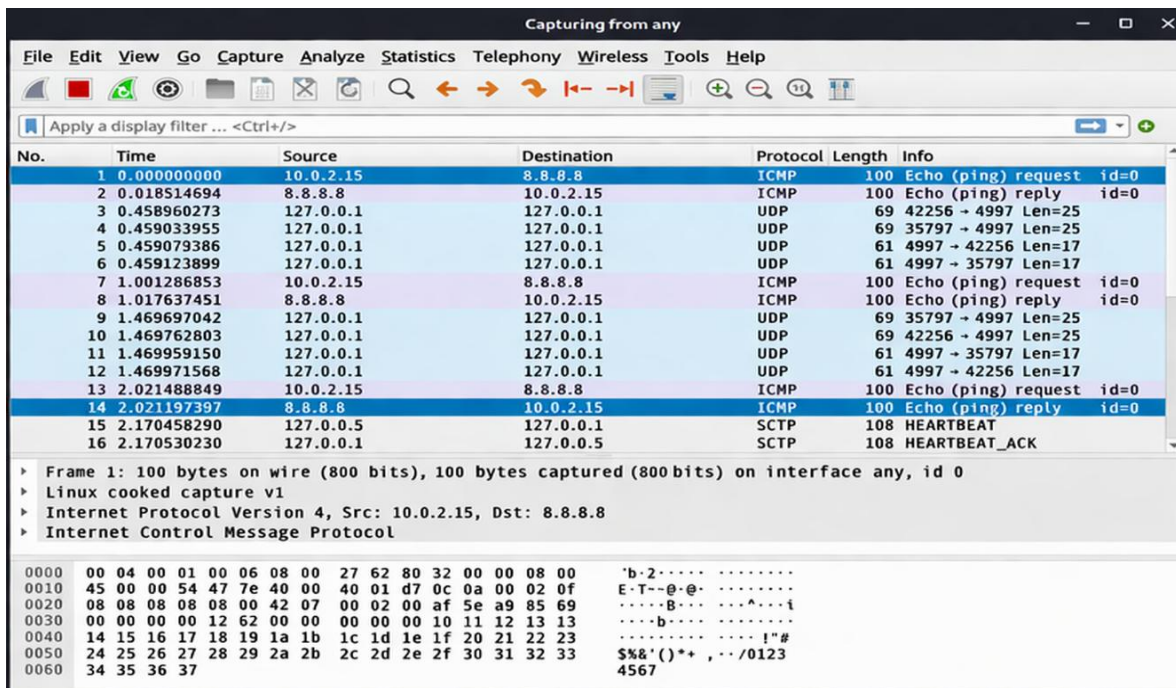 Capturing from any
File Edit View Go Capture Analyze Statistics Telephony Wireless Tools Help
Apply a display filter ... <Ctrl+/>
No. Time Source Destination Protocol Length Info
1 0.000000000 10.0.2.15 8.8.8.8 ICMP 100 Echo (ping) request id=0
2 0.018514694 8.8.8.8 10.0.2.15 ICMP 100 Echo (ping) reply id=0
3 0.458960273 127.0.0.1 127.0.0.1 UDP 69 42256 → 4997 Len=25
4 0.459033955 127.0.0.1 127.0.0.1 UDP 69 35797 → 4997 Len=25
5 0.459079386 127.0.0.1 127.0.0.1 UDP 61 4997 → 42256 Len=17
6 0.459123899 127.0.0.1 127.0.0.1 UDP 61 4997 → 35797 Len=17
7 1.001286853 10.0.2.15 8.8.8.8 ICMP 100 Echo (ping) request id=0
8 1.017637451 8.8.8.8 10.0.2.15 ICMP 100 Echo (ping) reply id=0
9 1.469697042 127.0.0.1 127.0.0.1 UDP 69 35797 → 4997 Len=25
10 1.469762803 127.0.0.1 127.0.0.1 UDP 69 42256 → 4997 Len=25
11 1.469959150 127.0.0.1 127.0.0.1 UDP 61 4997 → 35797 Len=17
12 1.469971568 127.0.0.1 127.0.0.1 UDP 61 4997 → 42256 Len=17
13 2.021488849 10.0.2.15 8.8.8.8 ICMP 100 Echo (ping) request id=0
14 2.021197397 8.8.8.8 10.0.2.15 ICMP 100 Echo (ping) reply id=0
15 2.170458290 127.0.0.5 127.0.0.1 SCTP 108 HEARTBEAT
16 2.170530230 127.0.0.1 127.0.0.5 SCTP 108 HEARTBEAT_ACK
Frame 1: 100 bytes on wire (800 bits), 100 bytes captured (800 bits) on interface any, id 0
Linux cooked capture v1
Internet Protocol Version 4, Src: 10.0.2.15, Dst: 8.8.8.8
Internet Control Message Protocol
0000 00 04 00 01 00 06 08 00 27 62 80 32 00 00 08 00 'b·2····· ········
0010 45 00 00 54 47 7e 40 00 40 01 d7 0c 0a 00 02 0f E·T~~@·@· ········
0020 08 08 08 08 08 00 42 07 00 02 00 af 5e a9 85 69 ·····B··· ···^···i
0030 00 00 00 00 12 62 00 00 00 00 00 10 11 12 13 13 ····b···· ········
0040 14 15 16 17 18 19 1a 1b 1c 1d 1e 1f 20 21 22 23 ········· ···· !"#
0050 24 25 26 27 28 29 2a 2b 2c 2d 2e 2f 30 31 32 33 $%&'()*+ ,··/0123
0060 34 35 36 37 4567